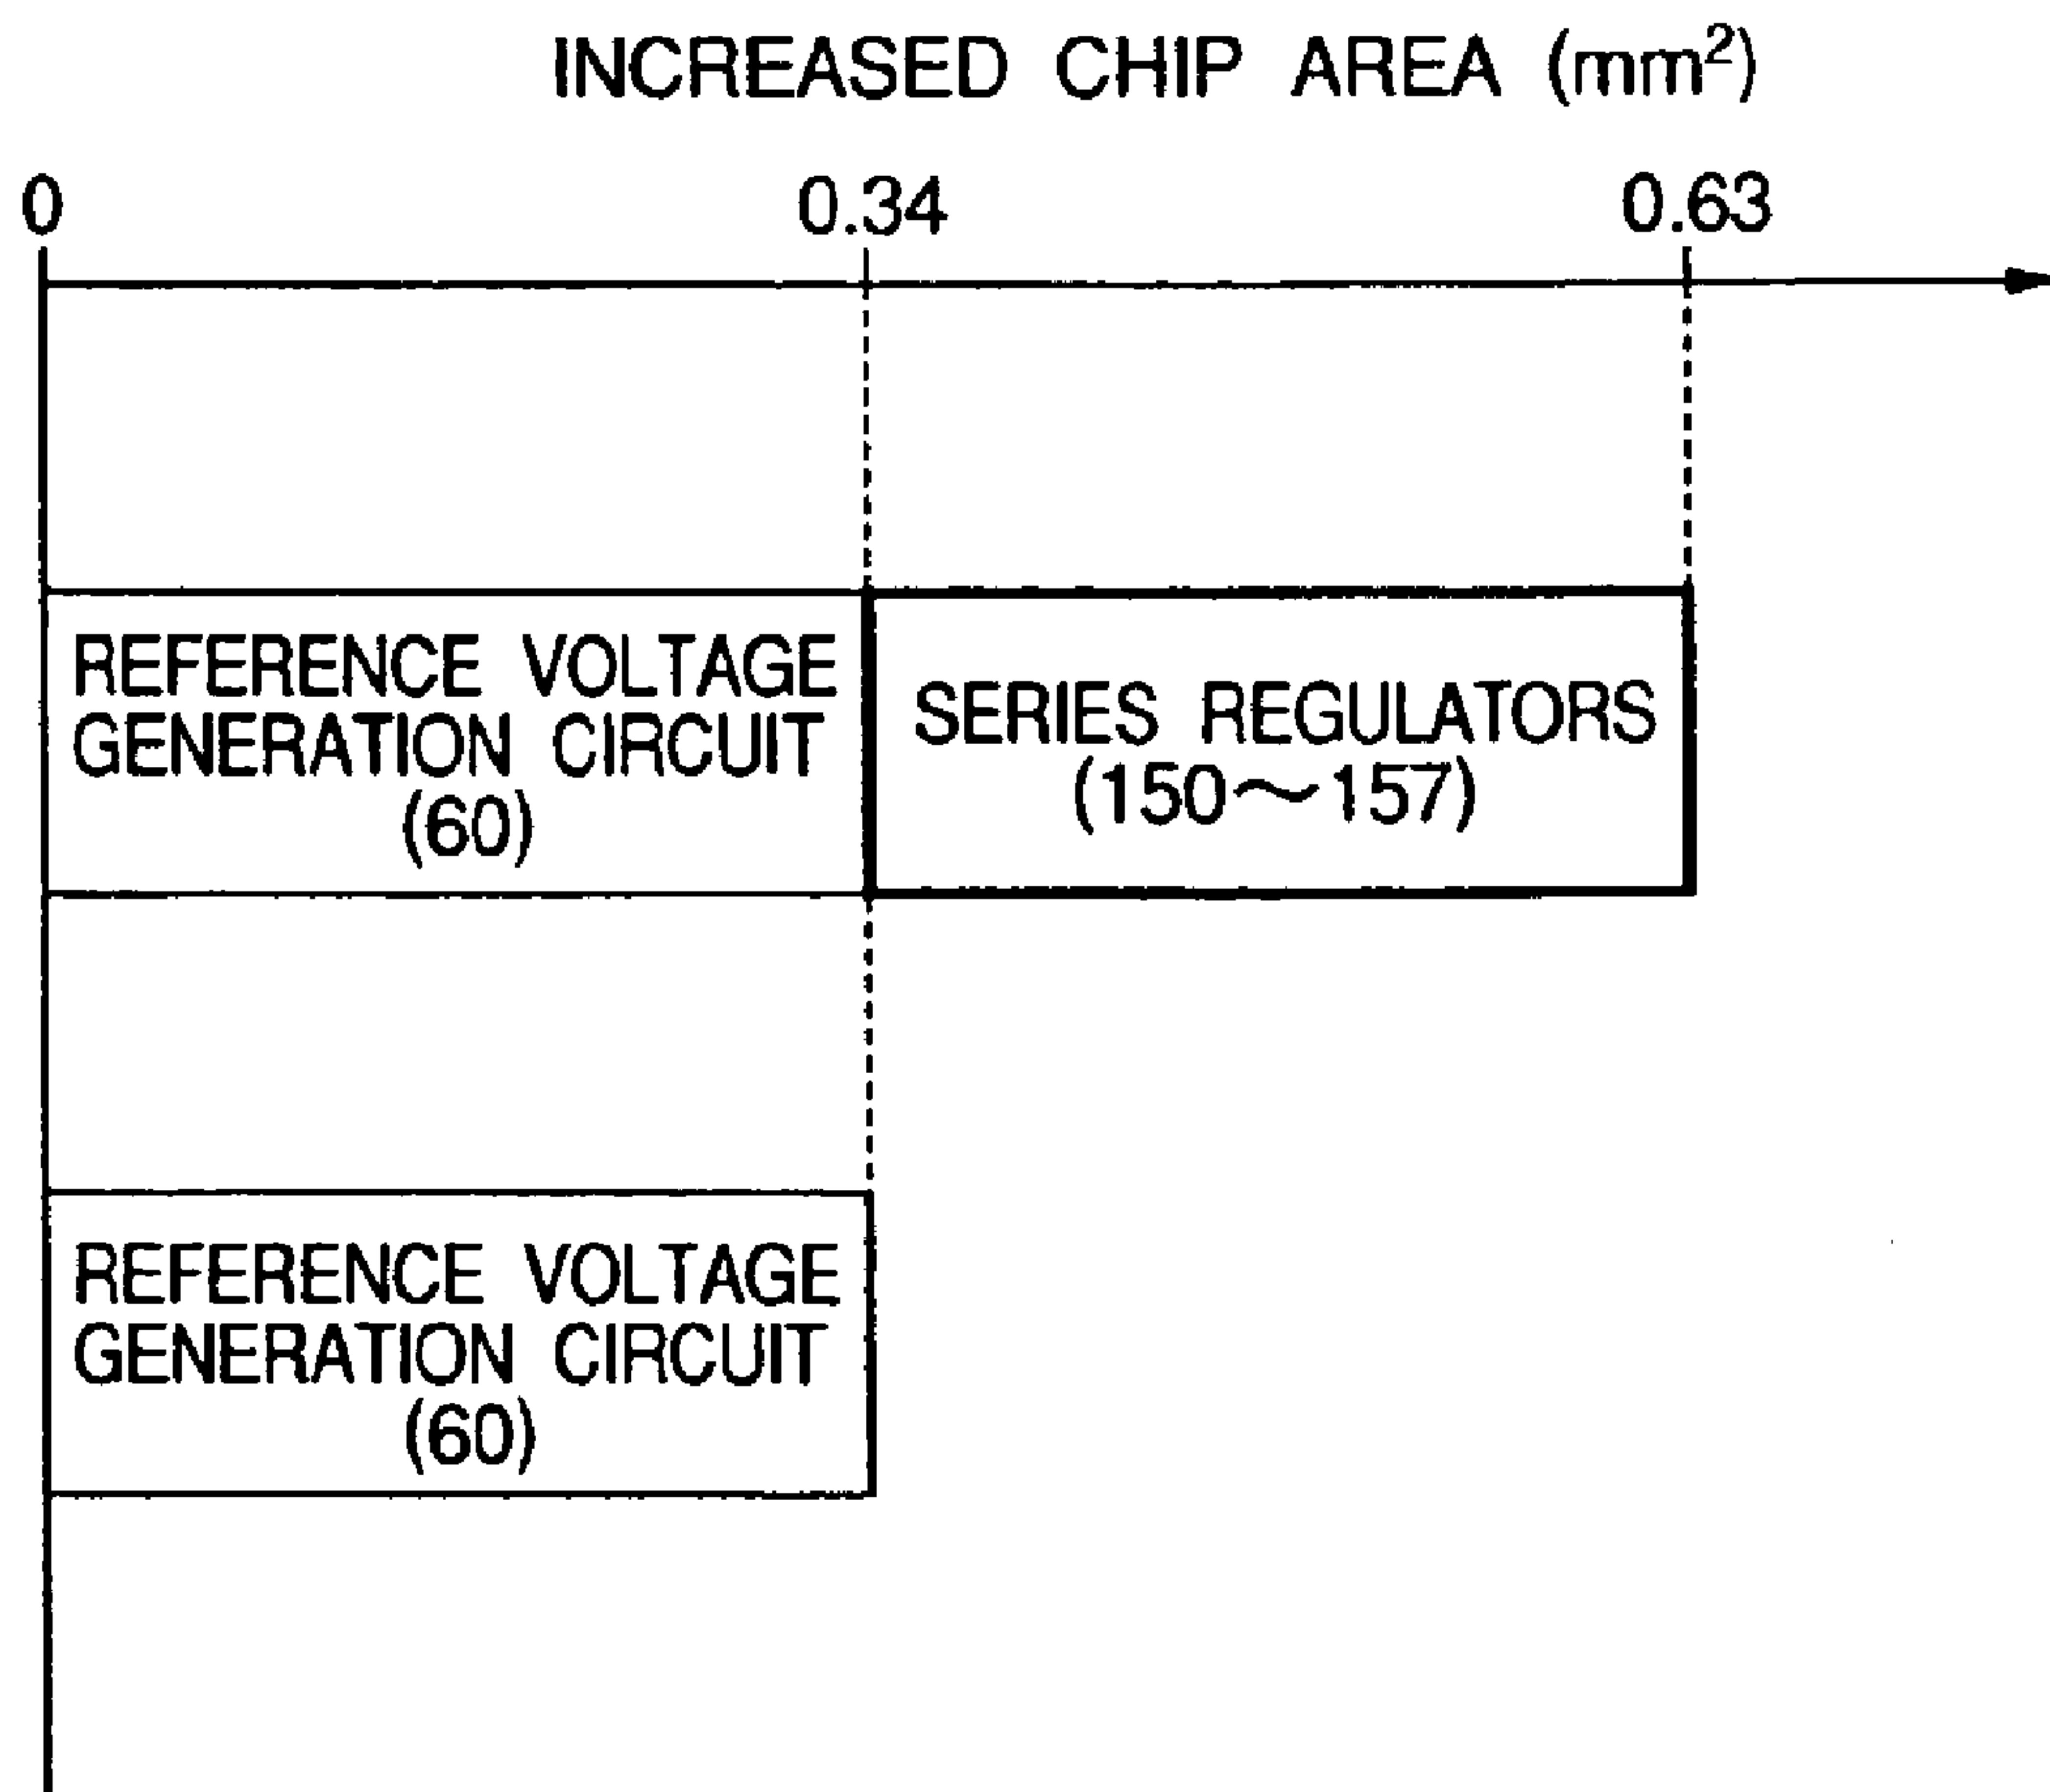 INCREASED CHIP AREA (mm²)
0 0.34 0.63
REFERENCE VOLTAGE
GENERATION CIRCUIT
(60)
SERIES REGULATORS
(150～157)
REFERENCE VOLTAGE
GENERATION CIRCUIT
(60)